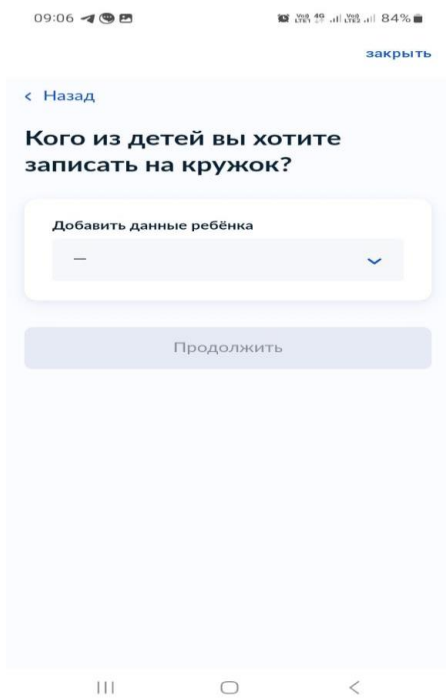 09:06 84%
закрыть
< Назад
Кого из детей вы хотите
записать на кружок?
Добавить данные ребёнка
—
Продолжить